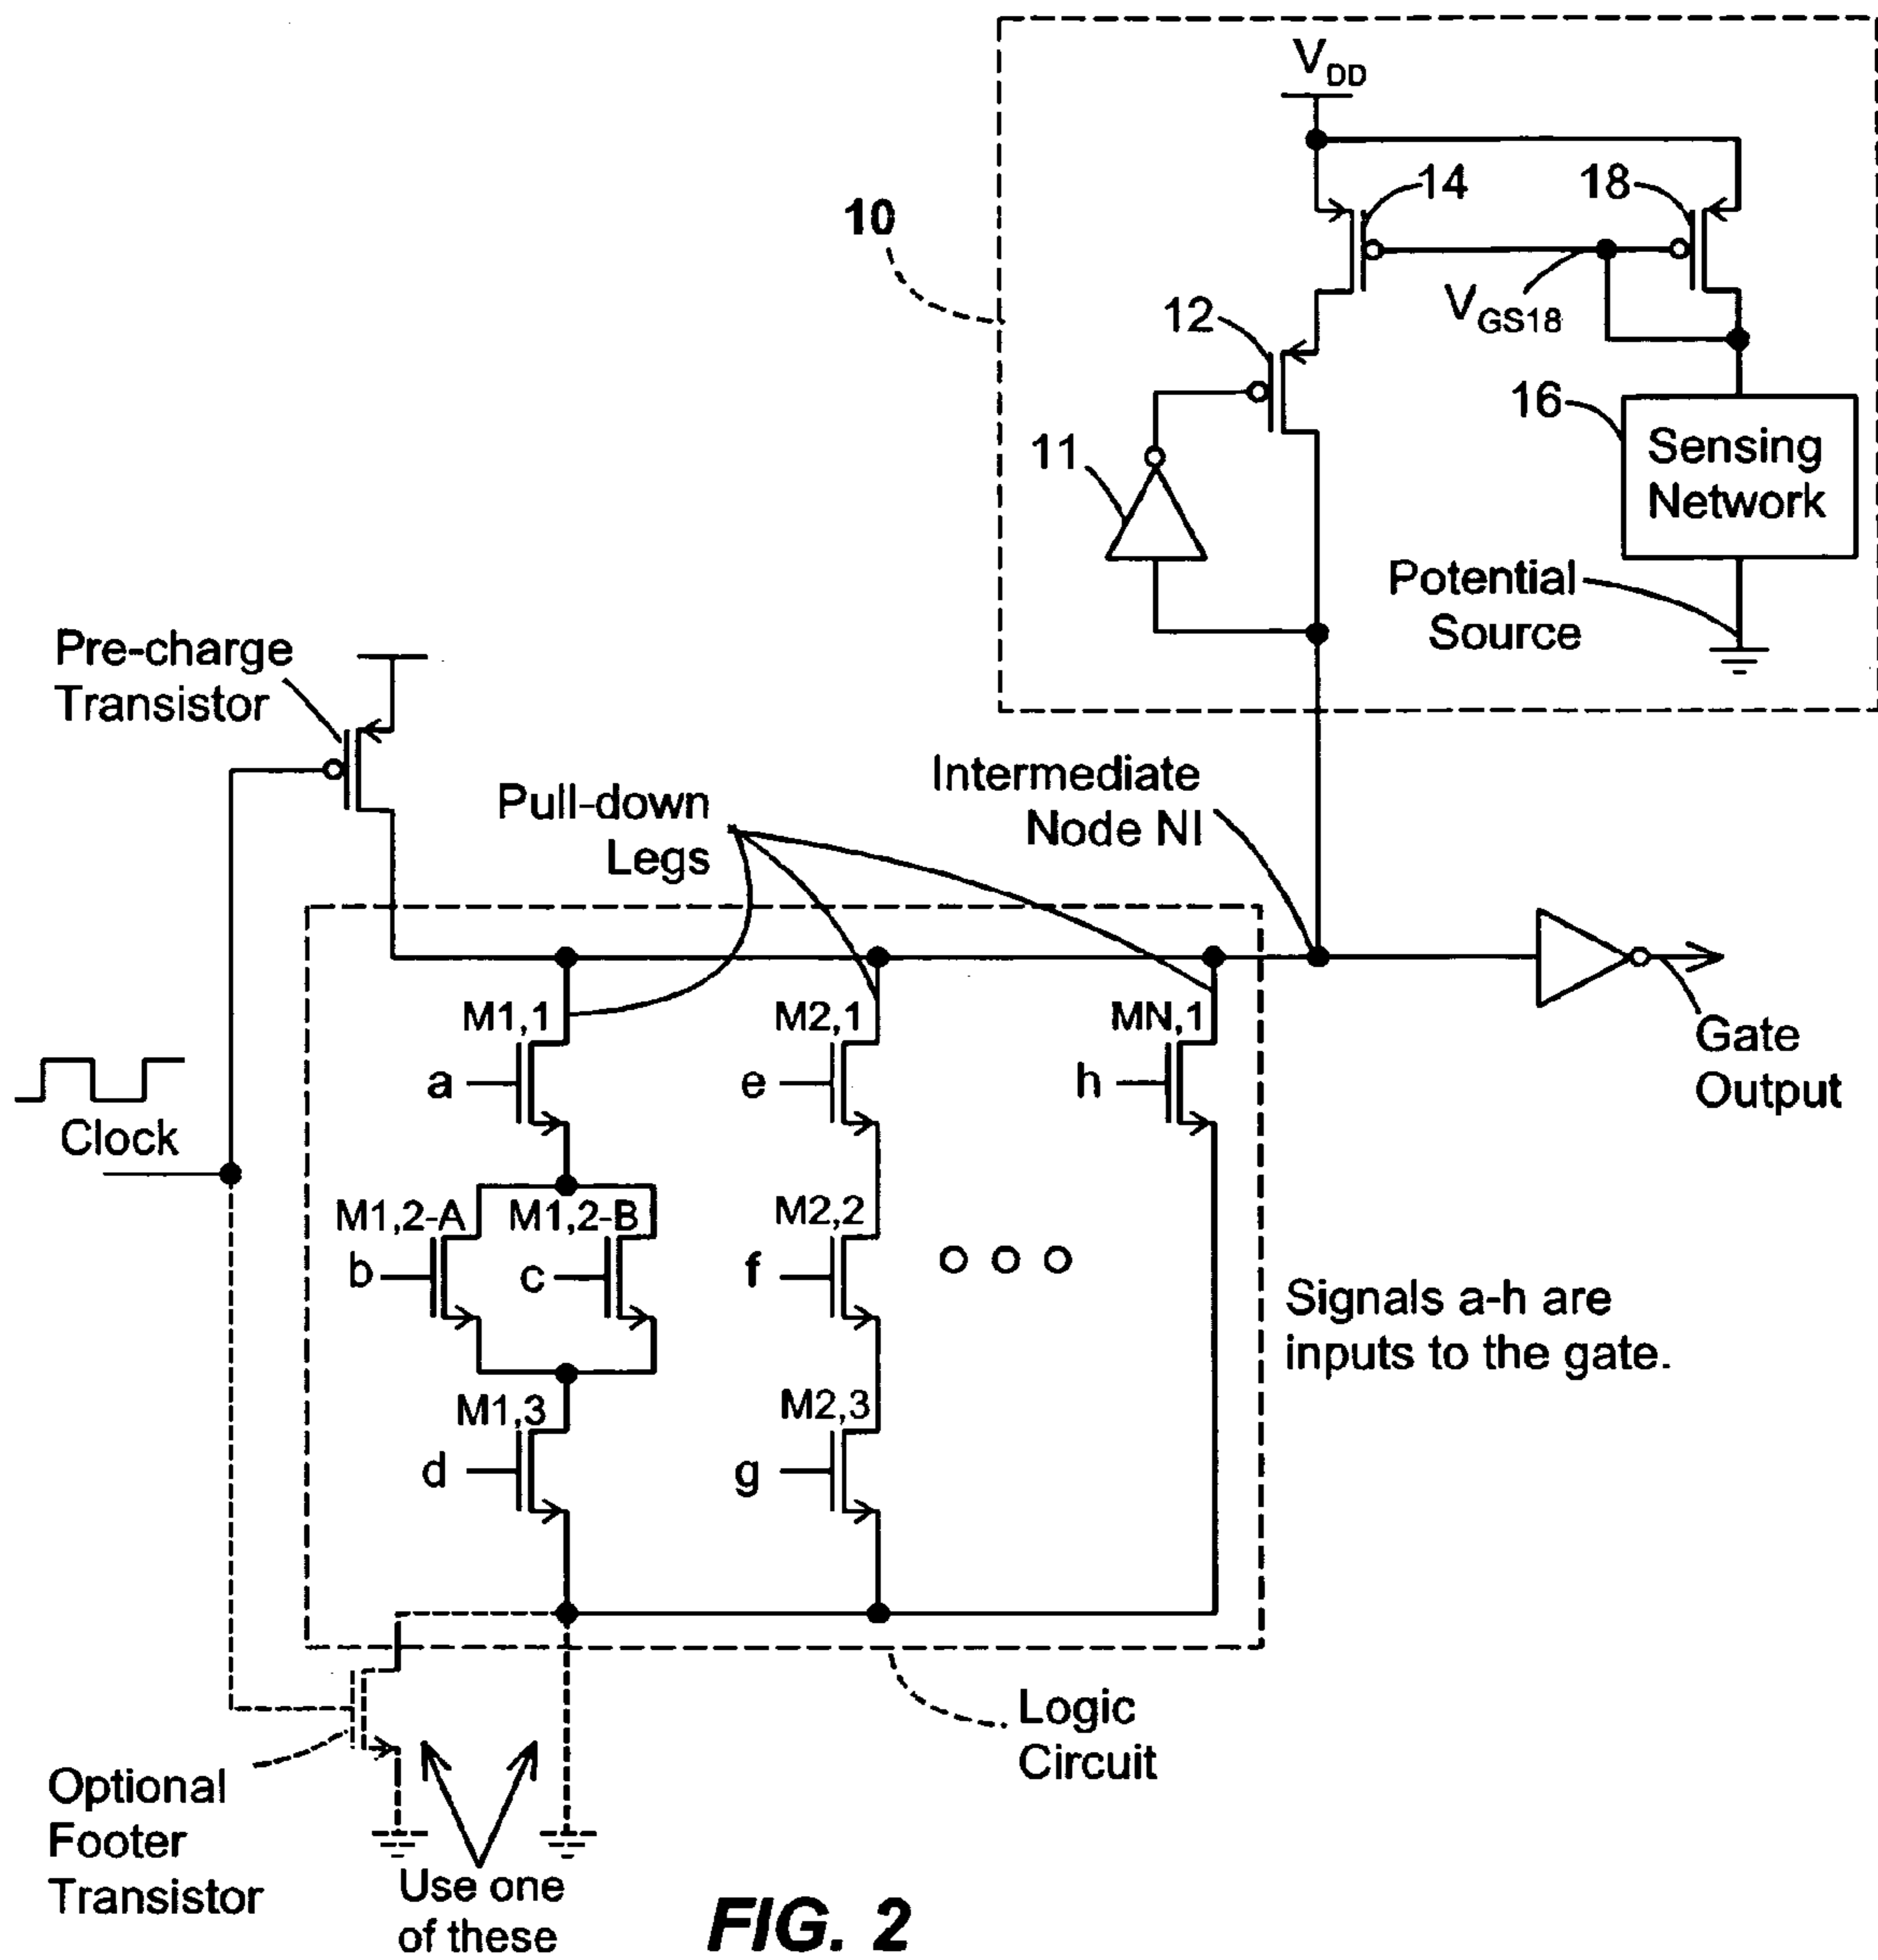 V_DD
14
18
10
12
V_GS18
16
Sensing
Network
11
Potential
Source
Pre-charge
Transistor
Intermediate
Node NI
Pull-down
Legs
M1,1
M2,1
MN,1
a
e
h
Gate
Output
Clock
M1,2-A
M1,2-B
M2,2
b
c
f
Signals a-h are
inputs to the gate.
M1,3
M2,3
d
g
Logic
Circuit
Optional
Footer
Transistor
Use one
of these
FIG. 2